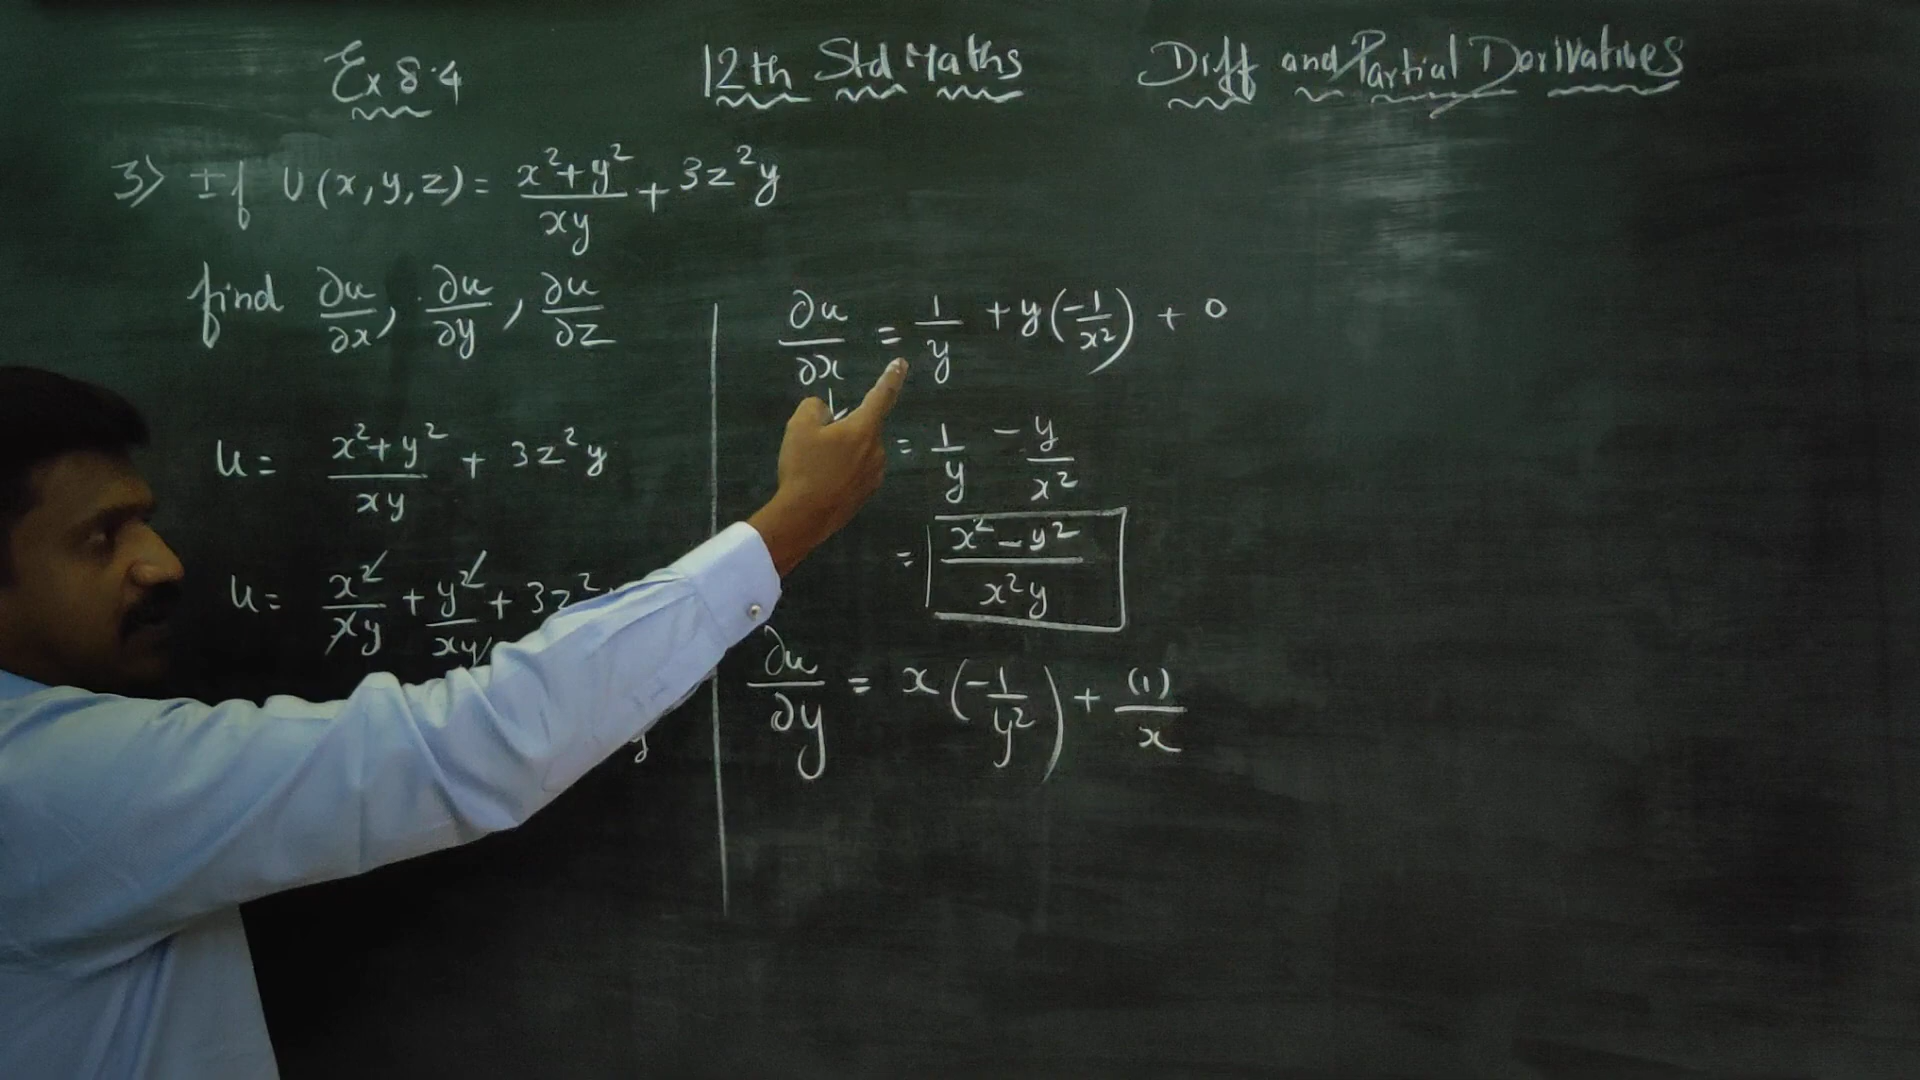 Ex 8.4 12th Std Maths Diff and Partial Derivatives
3) If U(x,y,z) = (x²+y²)/(xy) + 3z²y
find ∂u/∂x, ∂u/∂y, ∂u/∂z
u = (x²+y²)/(xy) + 3z²y
u = x²/(xy) + y²/(xy) + 3z²
y
∂u/∂x = 1/y + y(-1/x²) + 0
= 1/y - y/x²
= (x²-y²)/(x²y)
∂u/∂y = x(-1/y²) + (1)/x